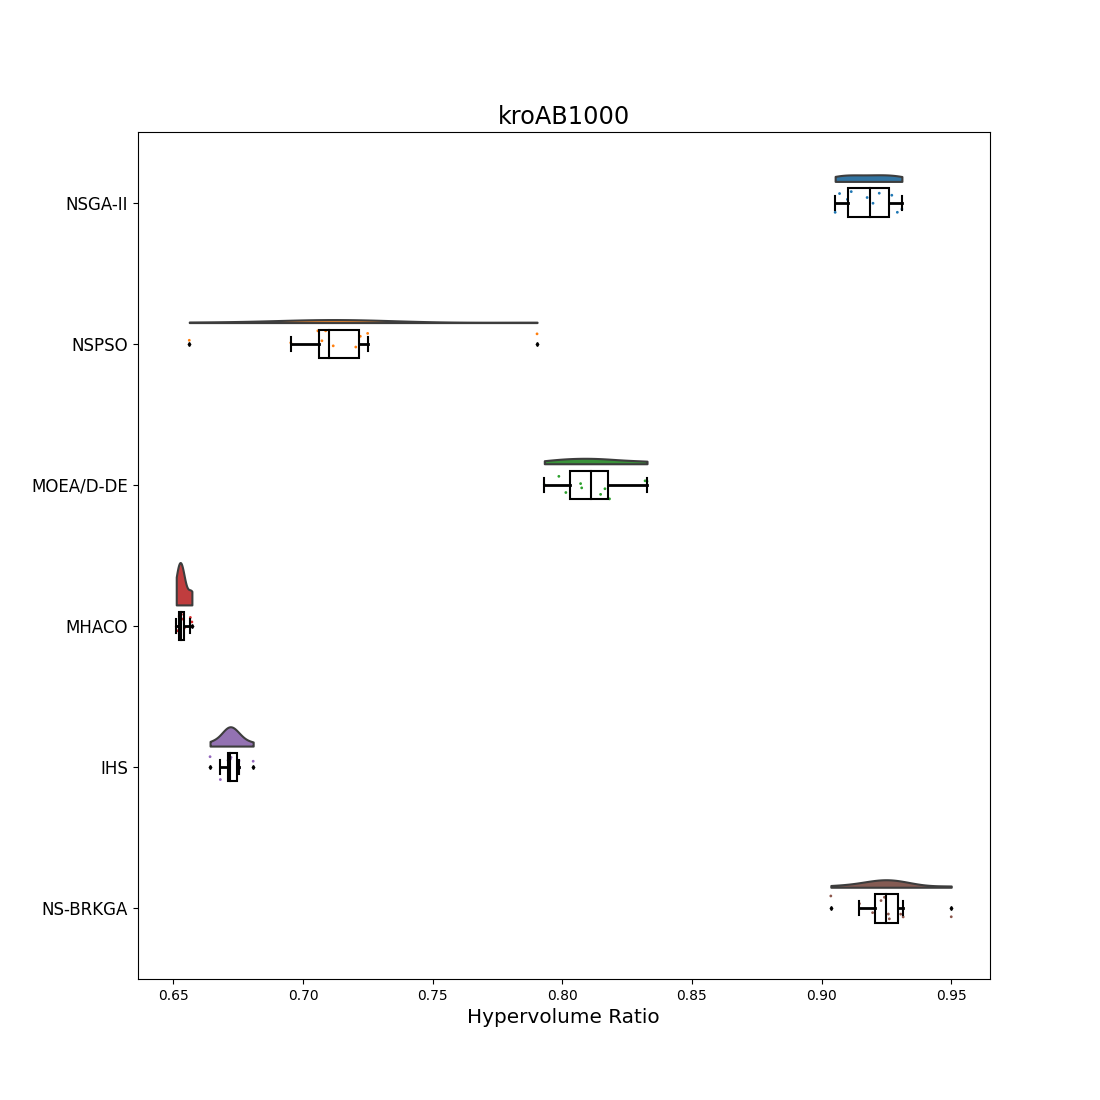 kroAB1000
NSGA-II
NSPSO
MOEA/D-DE
MHACO
IHS
NS-BRKGA
0.65 0.70 0.75 0.80 0.85 0.90 0.95
Hypervolume Ratio